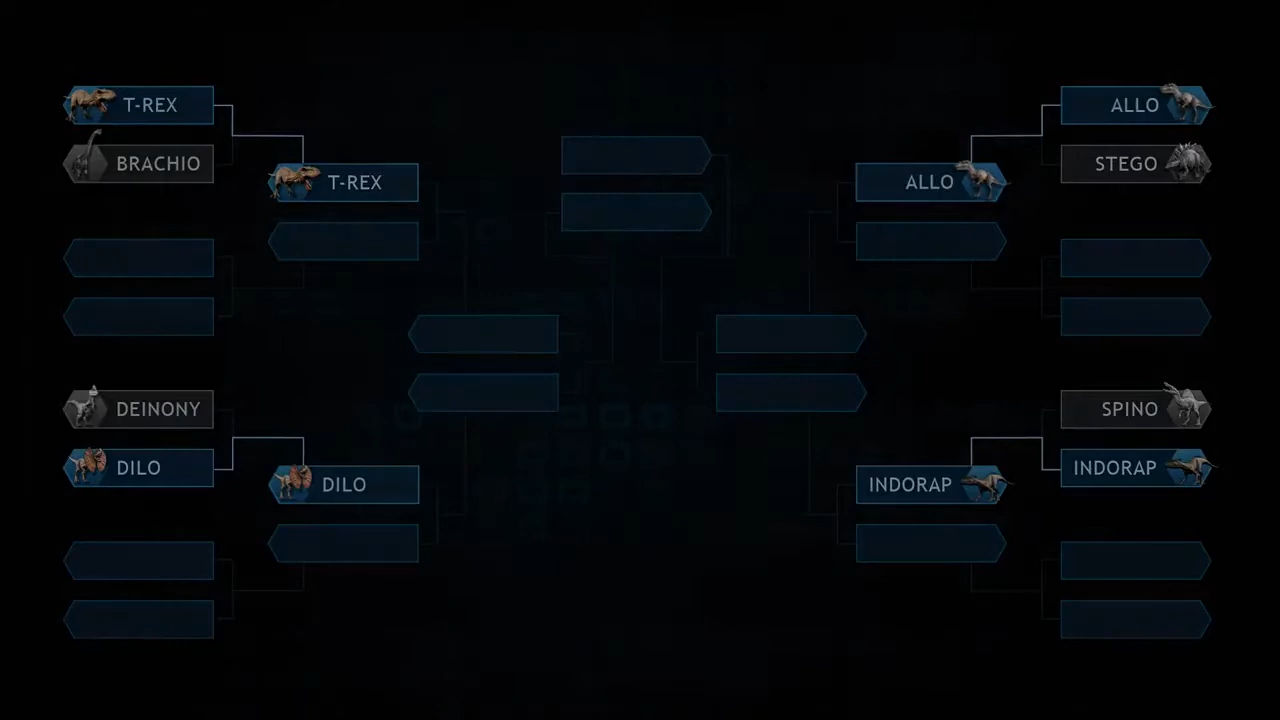 T-REX
BRACHIO
T-REX
DEINONY
DILO
DILO
ALLO
STEGO
ALLO
SPINO
INDORAP
INDORAP